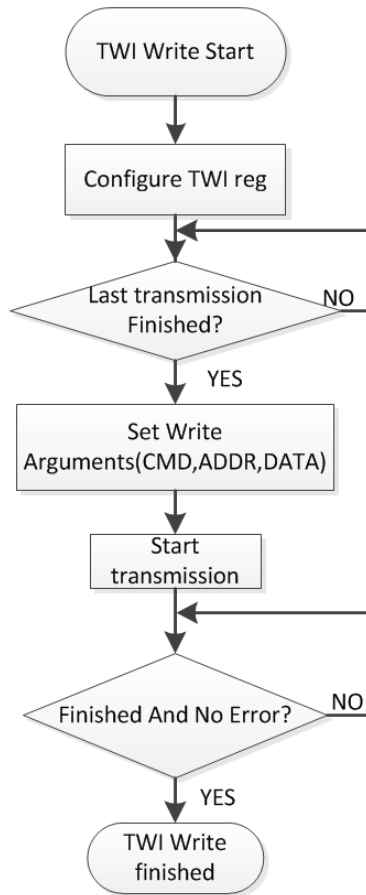 TWI Write Start
Configure TWI reg
Last transmission
Finished?
NO
YES
Set Write
Arguments(CMD,ADDR,DATA)
Start
transmission
Finished And No Error?
NO
YES
TWI Write
finished